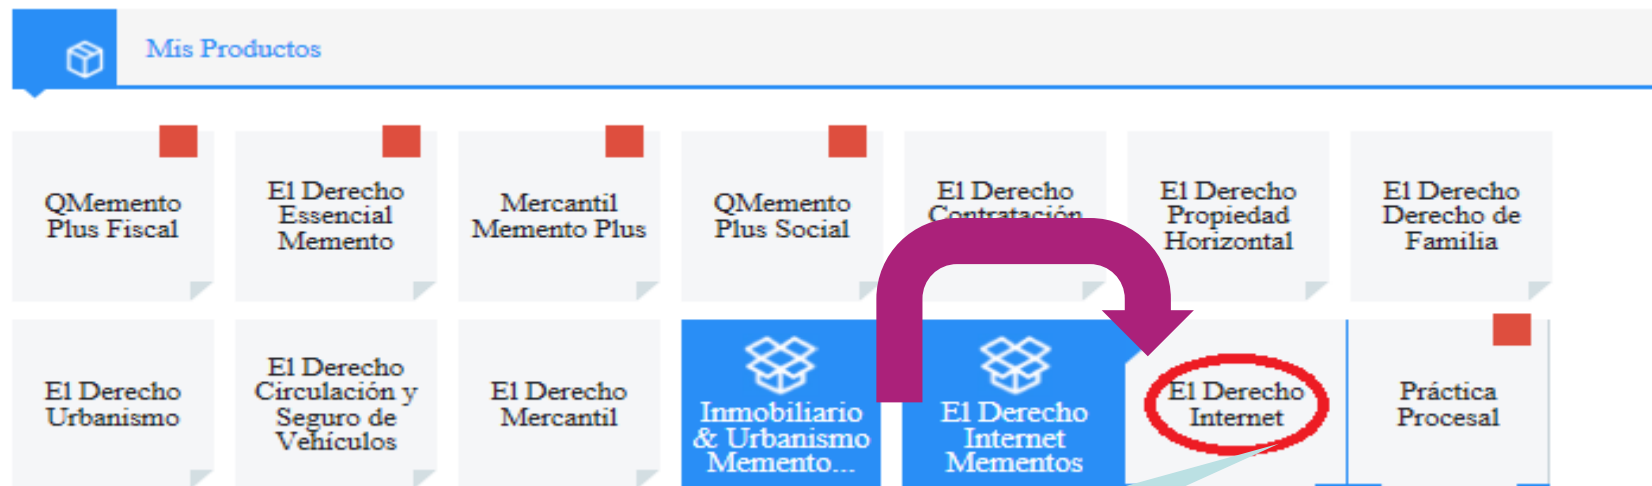 Mis Productos
QMemento
Plus Fiscal
El Derecho
Essencial
Memento
Mercantil
Memento Plus
QMemento
Plus Social
El Derecho
Contratación
El Derecho
Propiedad
Horizontal
El Derecho
Derecho de
Familia
El Derecho
Urbanismo
El Derecho
Circulación y
Seguro de
Vehículos
El Derecho
Mercantil
Inmobiliario
& Urbanismo
Memento...
El Derecho
Internet
Mementos
El Derecho
Internet
Práctica
Procesal